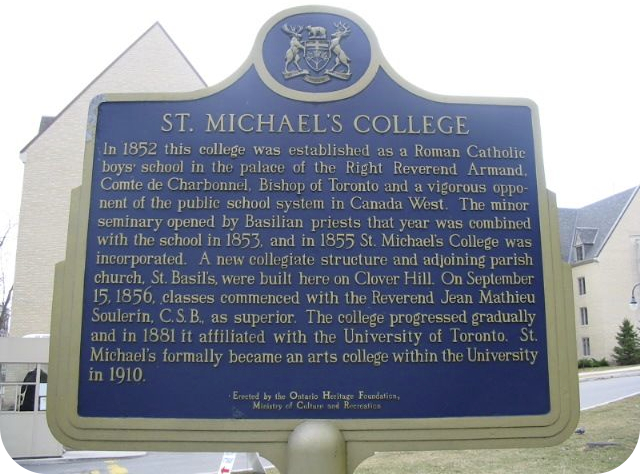 ST. MICHAEL'S COLLEGE
In 1852 this college was established as a Roman Catholic
boys' school in the palace of the Right Reverend Armand,
Comte de Charbonnel, Bishop of Toronto and a vigorous oppo-
nent of the public school system in Canada West. The minor
seminary opened by Basilian priests that year was combined
with the school in 1853, and in 1855 St. Michael's College was
incorporated. A new collegiate structure and adjoining parish
church, St. Basil's, were built here on Clover Hill. On September
15, 1856, classes commenced with the Reverend Jean Mathieu
Soulerin, C.S.B., as superior. The college progressed gradually
and in 1881 it affiliated with the University of Toronto. St.
Michael's formally became an arts college within the University
in 1910.
Erected by the Ontario Heritage Foundation,
Ministry of Culture and Recreation